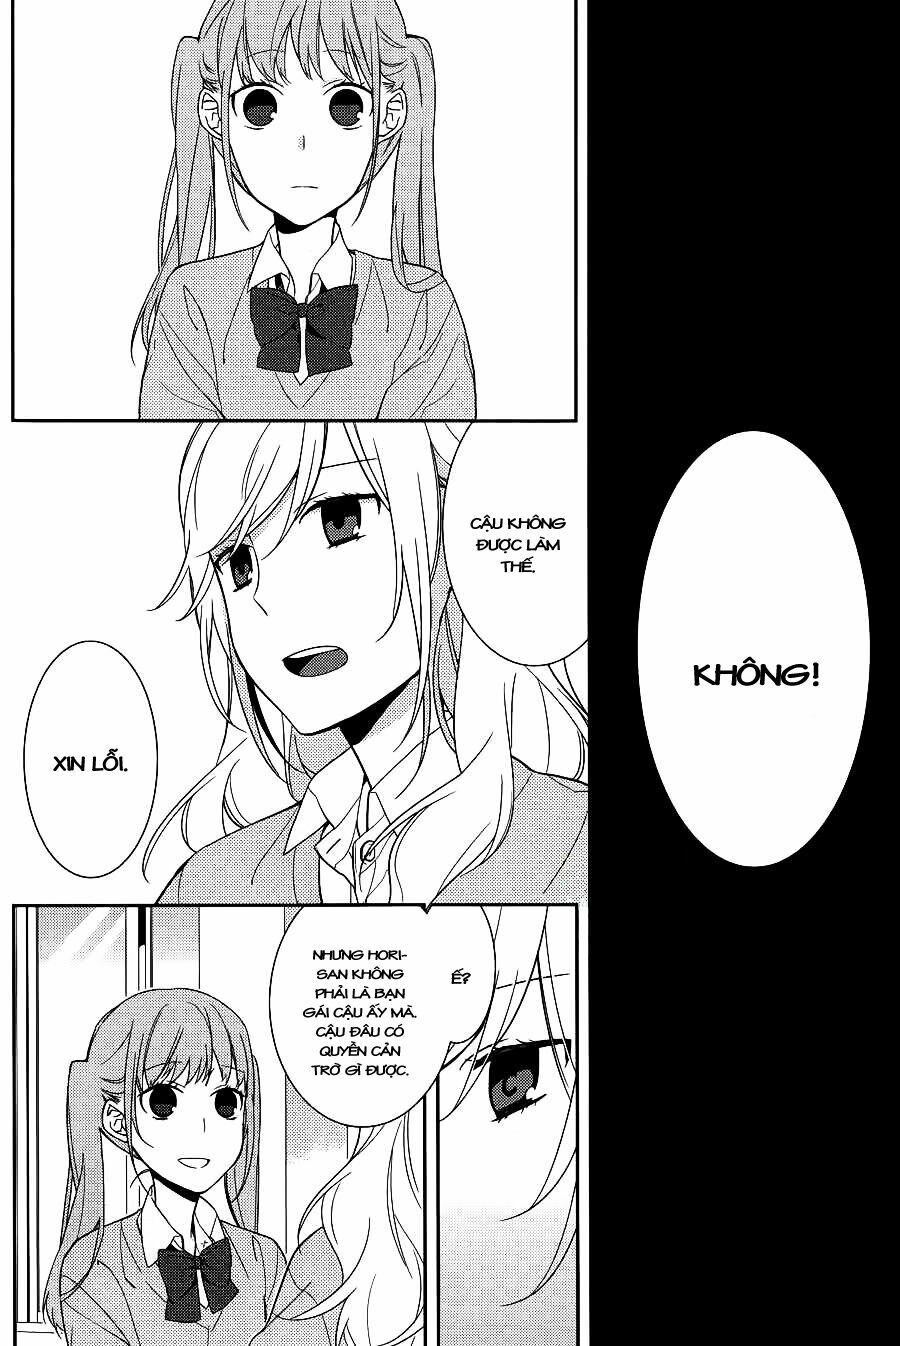 KHÔNG!
CẬU KHÔNG
ĐƯỢC LÀM
THẾ.
XIN LỖI.
Ế?
NHƯNG HORI-
SAN KHÔNG
PHẢI LÀ BẠN
GÁI CẬU ẤY MÀ.
CẬU ĐÂU CÓ
QUYỀN CẢN
TRỞ GÌ ĐƯỢC.